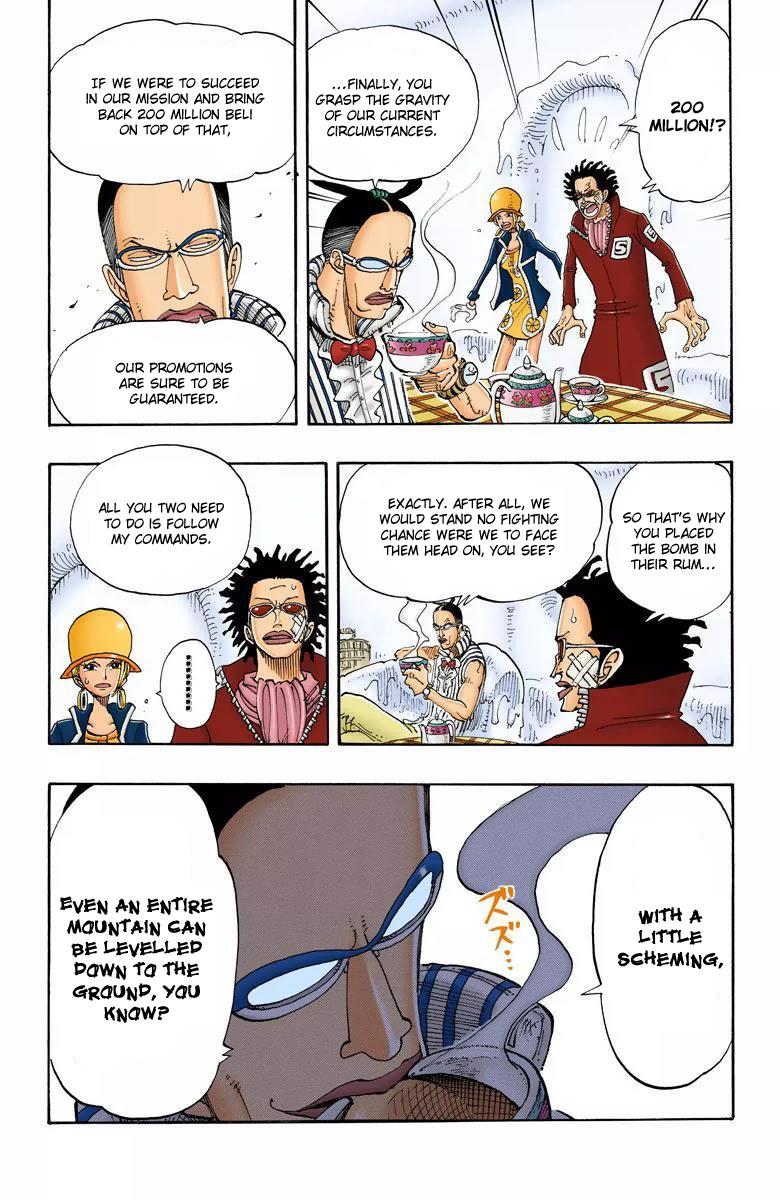 200
MILLION!?
...FINALLY, YOU
GRASP THE GRAVITY
OF OUR CURRENT
CIRCUMSTANCES.
5
5
IF WE WERE TO SUCCEED
IN OUR MISSION AND BRING
BACK 200 MILLION BELI
ON TOP OF THAT,
OUR PROMOTIONS
ARE SURE TO BE
GUARANTEED.
SO THAT'S WHY
YOU PLACED
THE BOMB IN
THEIR RUM...
EXACTLY. AFTER ALL, WE
WOULD STAND NO FIGHTING
CHANCE WERE WE TO FACE
THEM HEAD ON, YOU SEE?
ALL YOU TWO NEED
TO DO IS FOLLOW
MY COMMANDS.
.........
WITH A
LITTLE
SCHEMING,
ズズ...
EVEN AN ENTIRE
MOUNTAIN CAN
BE LEVELLED
DOWN TO THE
GROUND, YOU
KNOW?